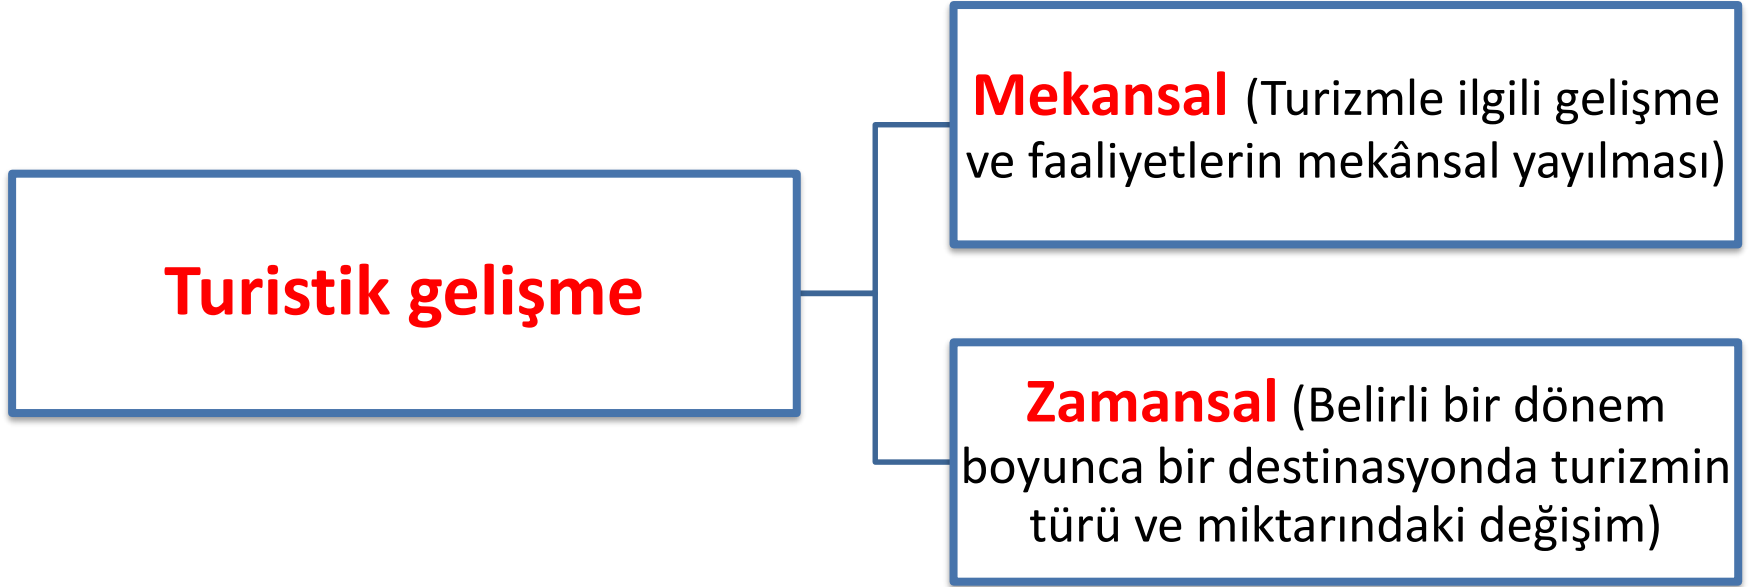 Turistik gelişme
Mekansal (Turizmle ilgili gelişme
ve faaliyetlerin mekânsal yayılması)
Zamansal (Belirli bir dönem
boyunca bir destinasyonda turizmin
türü ve miktarındaki değişim)